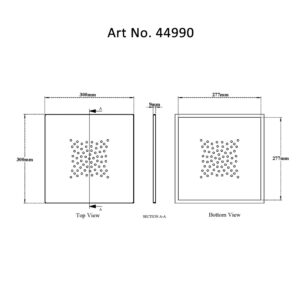 Art No. 44990
300mm
A
9mm
277mm
300mm
277mm
A
Top View
SECTION A-A
Bottom View